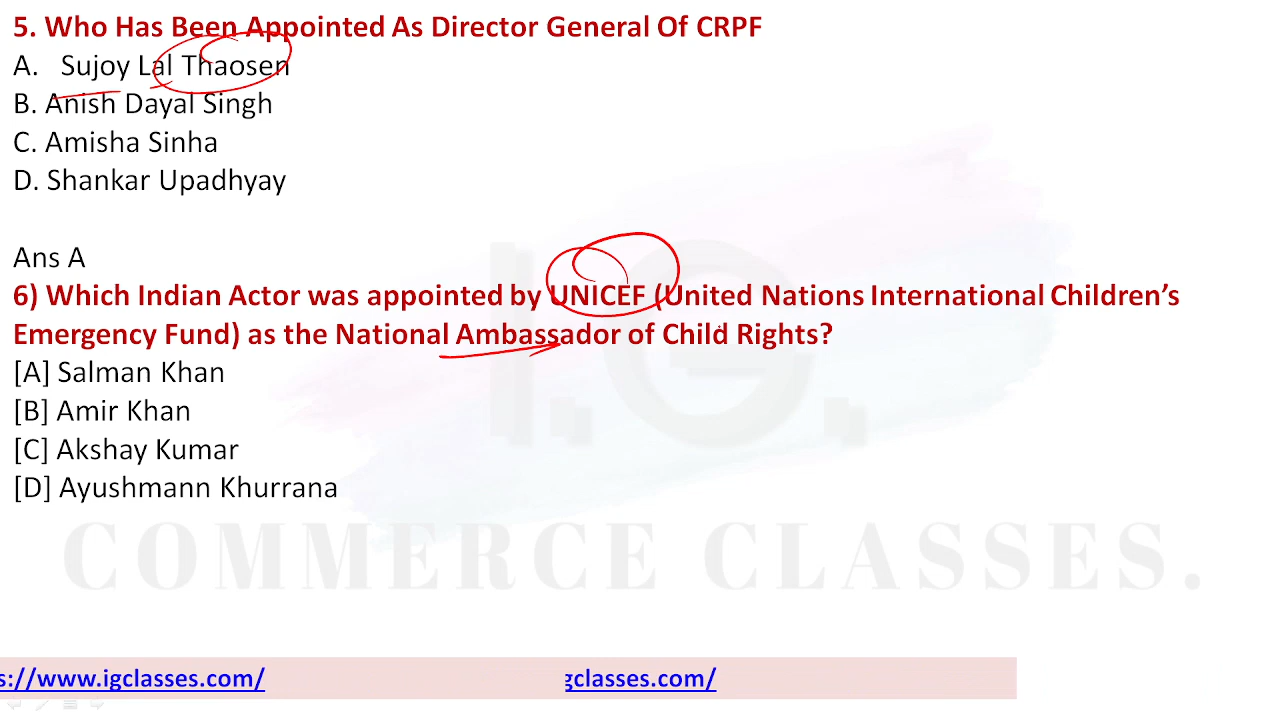 5. Who Has Been Appointed As Director General Of CRPF
A. Sujoy Lal Thaosen
B. Anish Dayal Singh
C. Amisha Sinha
D. Shankar Upadhyay
Ans A
6) Which Indian Actor was appointed by UNICEF (United Nations International Children’s
Emergency Fund) as the National Ambassador of Child Rights?
[A] Salman Khan
[B] Amir Khan
[C] Akshay Kumar
[D] Ayushmann Khurrana
I.G.
COMMERCE CLASSES.
s://www.igclasses.com/ gclasses.com/